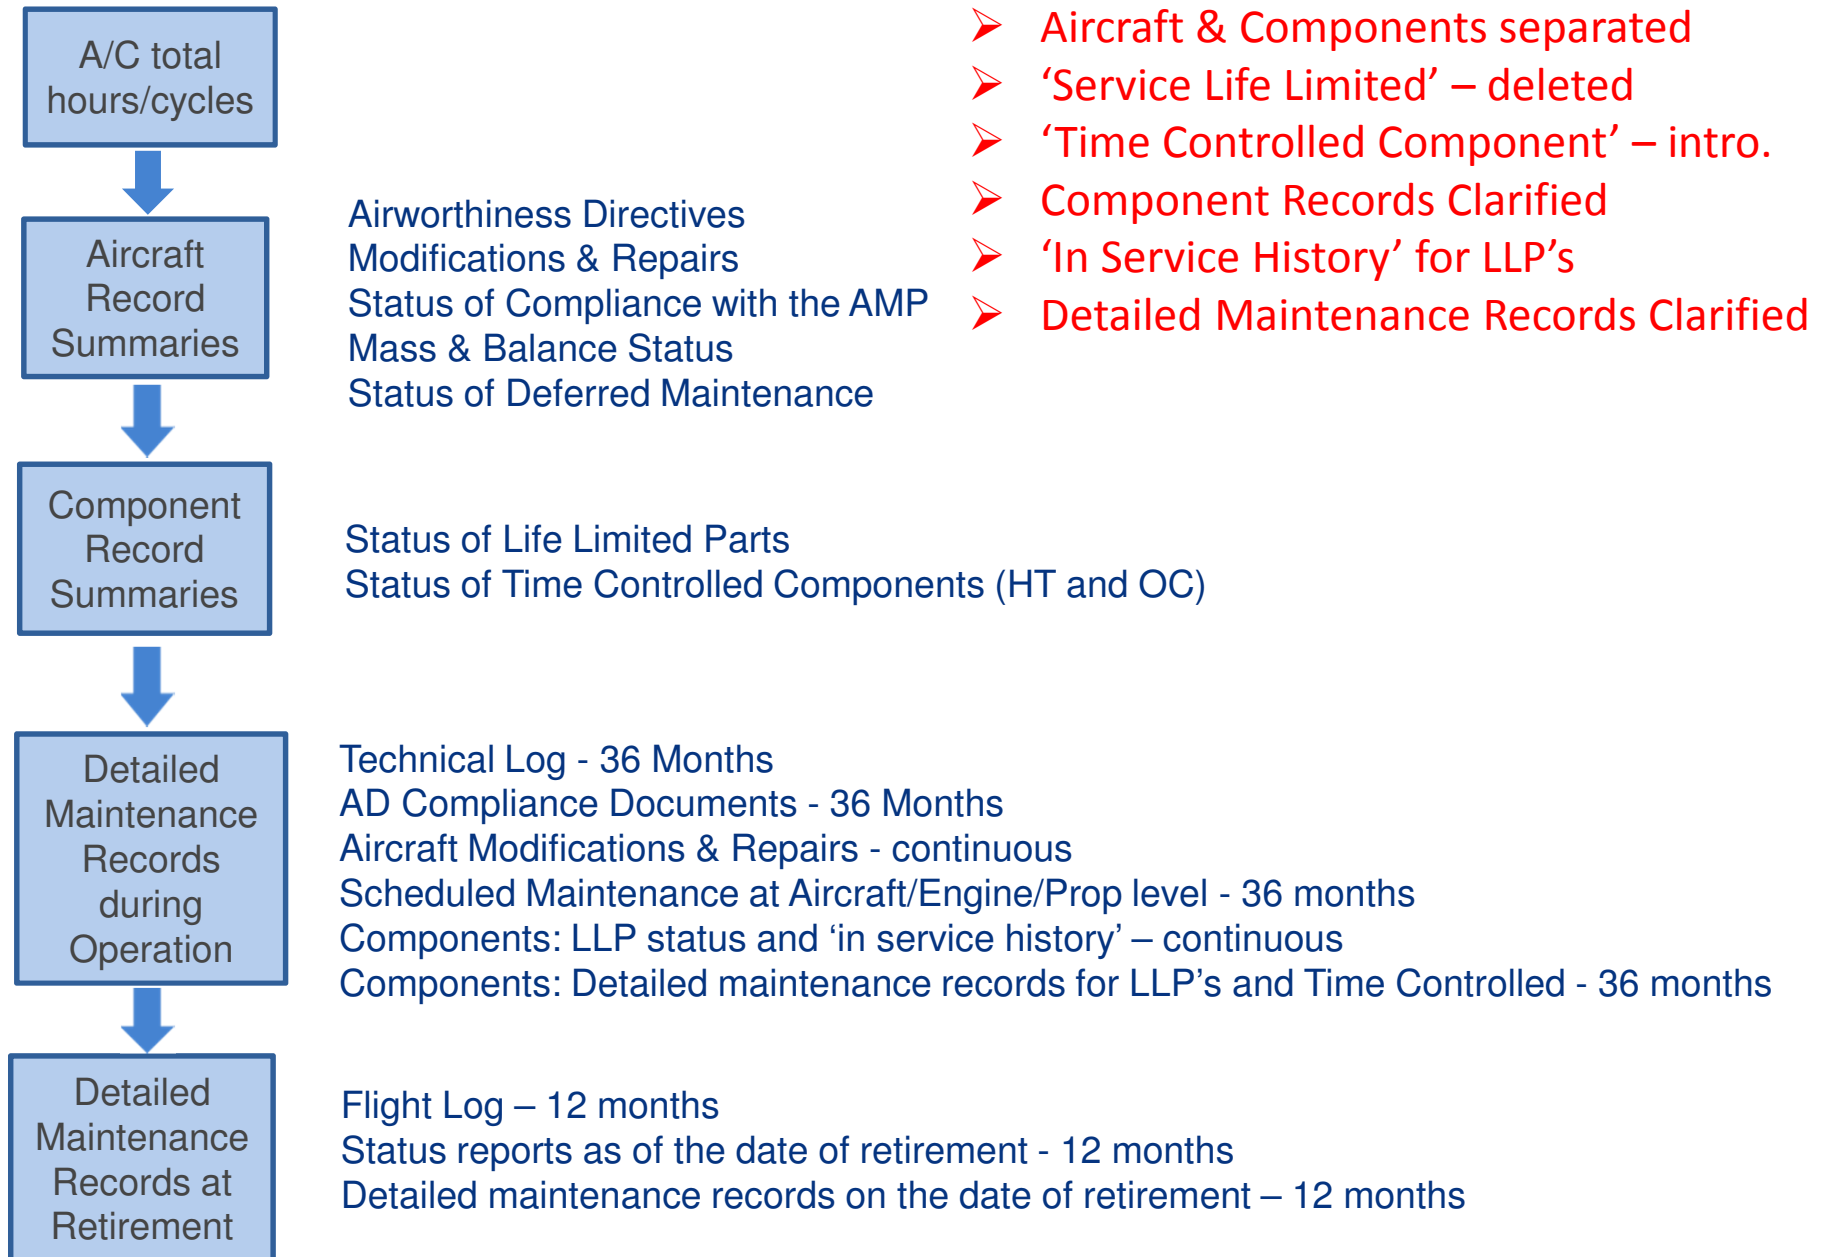 A/C total
hours/cycles
➢ Aircraft & Components separated
➢ ‘Service Life Limited’ – deleted
➢ ‘Time Controlled Component’ – intro.
➢ Component Records Clarified
➢ ‘In Service History’ for LLP’s
➢ Detailed Maintenance Records Clarified
Aircraft
Record
Summaries
Airworthiness Directives
Modifications & Repairs
Status of Compliance with the AMP
Mass & Balance Status
Status of Deferred Maintenance
Component
Record
Summaries
Status of Life Limited Parts
Status of Time Controlled Components (HT and OC)
Detailed
Maintenance
Records
during
Operation
Technical Log - 36 Months
AD Compliance Documents - 36 Months
Aircraft Modifications & Repairs - continuous
Scheduled Maintenance at Aircraft/Engine/Prop level - 36 months
Components: LLP status and ‘in service history’ – continuous
Components: Detailed maintenance records for LLP’s and Time Controlled - 36 months
Detailed
Maintenance
Records at
Retirement
Flight Log – 12 months
Status reports as of the date of retirement - 12 months
Detailed maintenance records on the date of retirement – 12 months